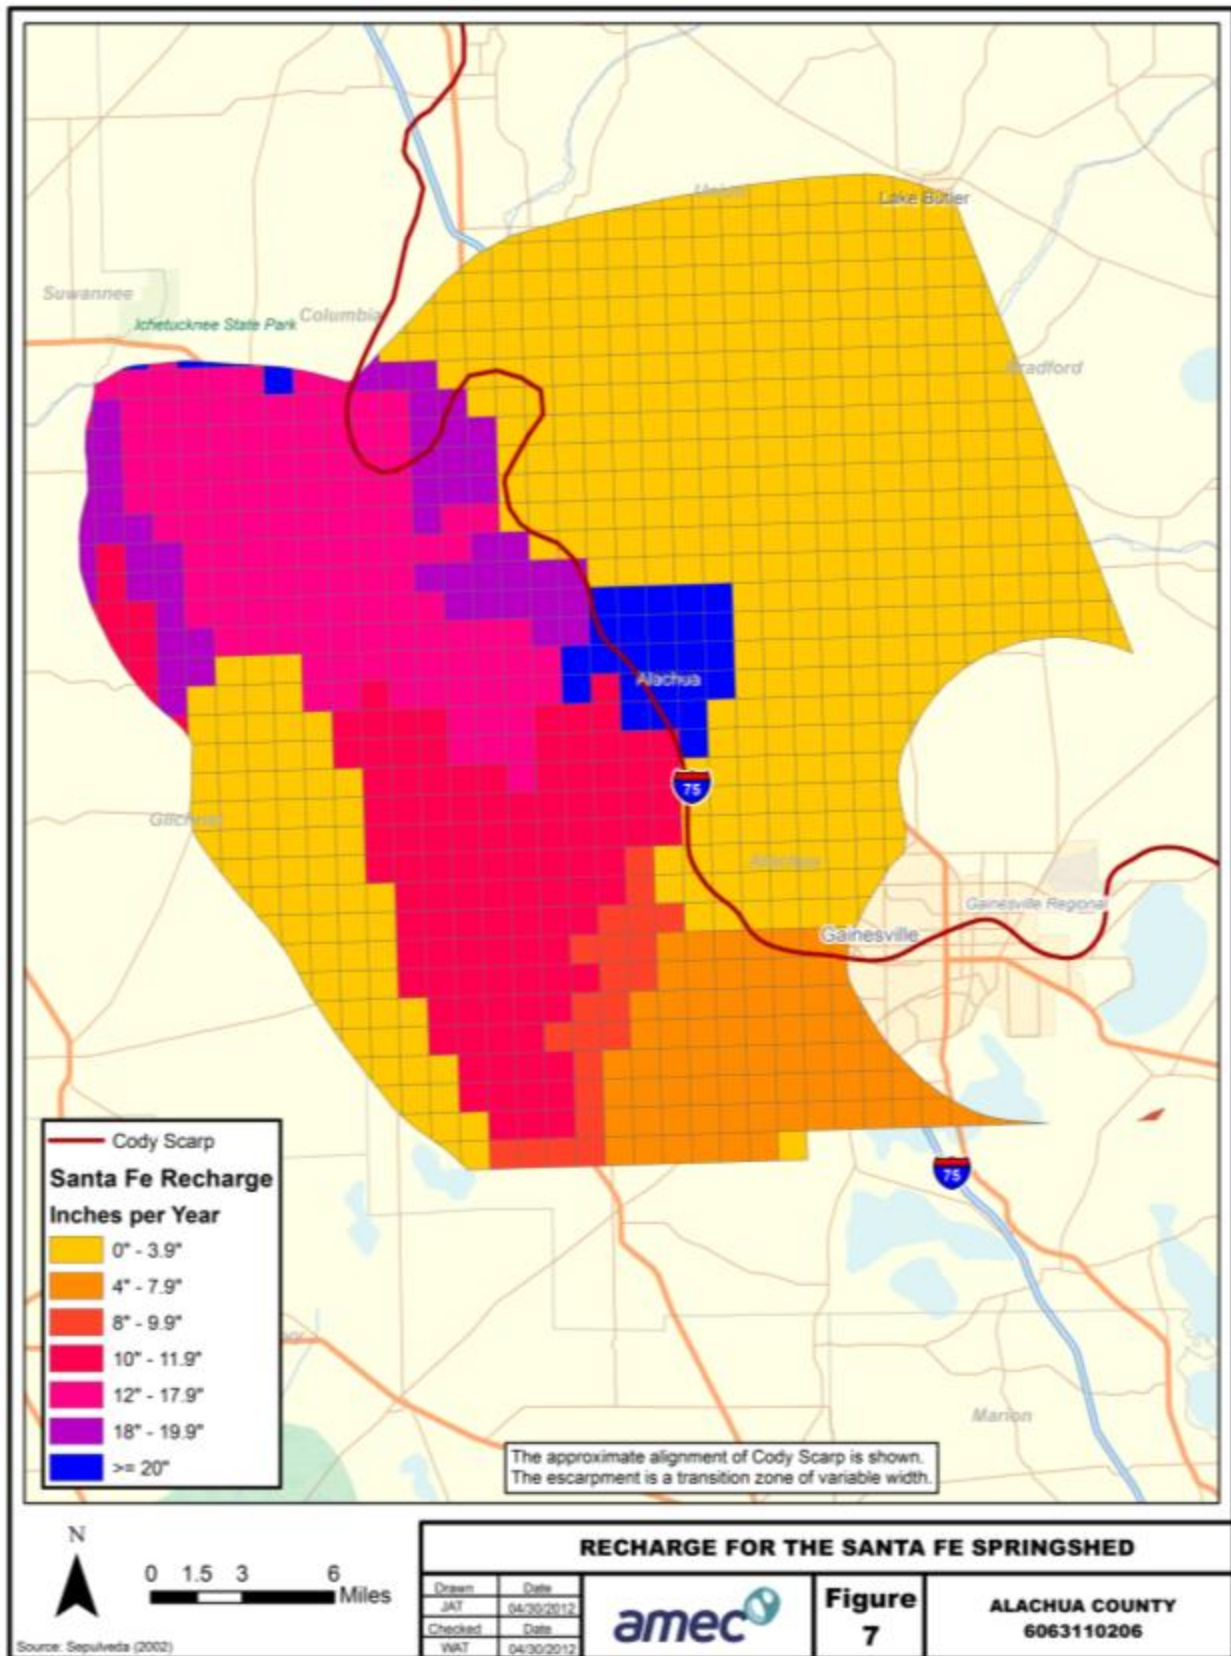 Union
Lake Butler
Suwannee
Ichetucknee State Park
Columbia
Bradford
Alachua
75
Gilchrist
Alachua
Gainesville Regional
Gainesville
75
Marion
Cody Scarp
Santa Fe Recharge
Inches per Year
0" - 3.9"
4" - 7.9"
8" - 9.9"
10" - 11.9"
12" - 17.9"
18" - 19.9"
>= 20"
The approximate alignment of Cody Scarp is shown.
The escarpment is a transition zone of variable width.
N
0 1.5 3 6
Miles
Source: Sepulveda (2002)
RECHARGE FOR THE SANTA FE SPRINGSHED
Drawn Date
JAT 04/30/2012
Checked Date
WAT 04/30/2012
amec
Figure
7
ALACHUA COUNTY
6063110206